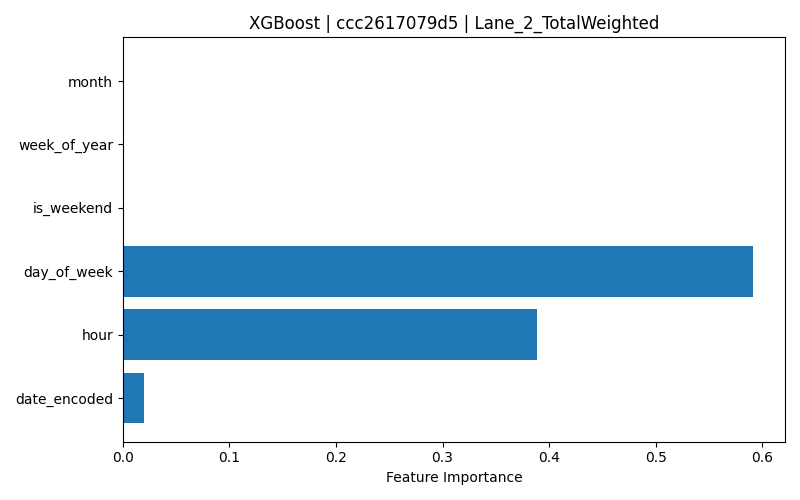 XGBoost | ccc2617079d5 | Lane_2_TotalWeighted
month
week_of_year
is_weekend
day_of_week
hour
date_encoded
0.0 0.1 0.2 0.3 0.4 0.5 0.6
Feature Importance